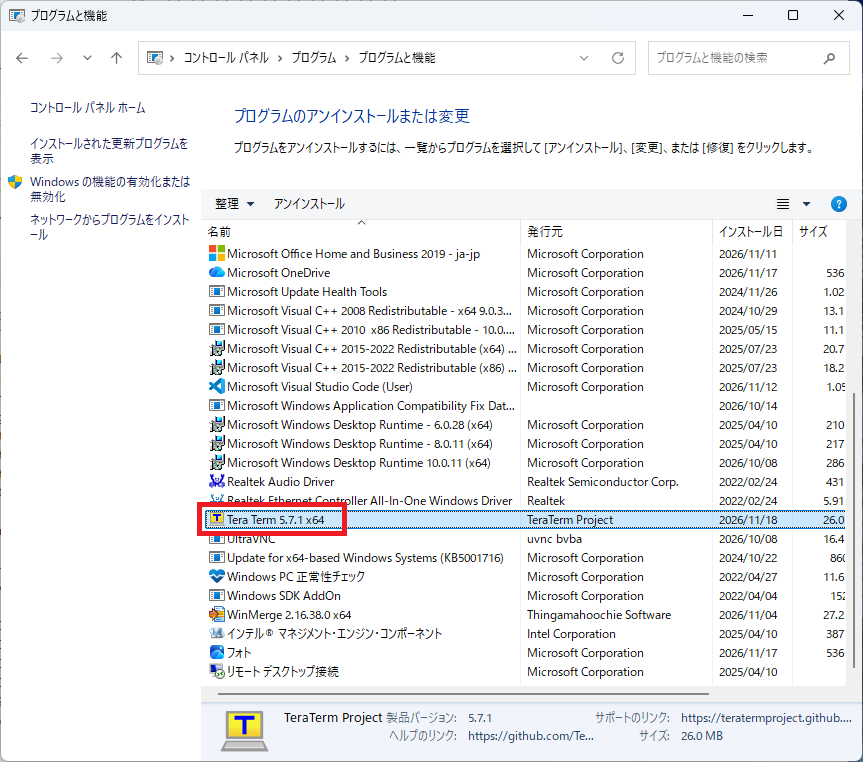 プログラムと機能
コントロール パネル › プログラム › プログラムと機能
プログラムと機能の検索
コントロール パネル ホーム
インストールされた更新プログラムを
表示
Windows の機能の有効化または
無効化
ネットワークからプログラムをインスト
ール
プログラムのアンインストールまたは変更
プログラムをアンインストールするには、一覧からプログラムを選択して [アンインストール]、[変更]、または [修復] をクリックします。
整理 アンインストール
名前 発行元 インストール日 サイズ
Microsoft Office Home and Business 2019 - ja-jp Microsoft Corporation 2026/11/11
Microsoft OneDrive Microsoft Corporation 2026/11/17 536
Microsoft Update Health Tools Microsoft Corporation 2024/11/26 1.02
Microsoft Visual C++ 2008 Redistributable - x64 9.0.3... Microsoft Corporation 2024/10/29 13.1
Microsoft Visual C++ 2010 x86 Redistributable - 10.0.... Microsoft Corporation 2025/05/15 11.1
Microsoft Visual C++ 2015-2022 Redistributable (x64) ... Microsoft Corporation 2025/07/23 20.7
Microsoft Visual C++ 2015-2022 Redistributable (x86) ... Microsoft Corporation 2025/07/23 18.2
Microsoft Visual Studio Code (User) Microsoft Corporation 2026/11/12 1.05
Microsoft Windows Application Compatibility Fix Dat... 2026/10/14
Microsoft Windows Desktop Runtime - 6.0.28 (x64) Microsoft Corporation 2025/04/10 210
Microsoft Windows Desktop Runtime - 8.0.11 (x64) Microsoft Corporation 2025/04/10 217
Microsoft Windows Desktop Runtime 10.0.11 (x64) Microsoft Corporation 2026/10/08 286
Realtek Audio Driver Realtek Semiconductor Corp. 2022/02/24 431
Realtek Ethernet Controller All-In-One Windows Driver Realtek 2022/02/24 5.91
Tera Term 5.7.1 x64 TeraTerm Project 2026/11/18 26.0
UltraVNC uvnc bvba 2026/10/08 16.4
Update for x64-based Windows Systems (KB5001716) Microsoft Corporation 2024/10/22 860
Windows PC 正常性チェック Microsoft Corporation 2022/04/27 11.6
Windows SDK AddOn Microsoft Corporation 2022/04/08 152
WinMerge 2.16.38.0 x64 Thingamahoochie Software 2026/11/04 27.2
インテル® マネジメント・エンジン・コンポーネント Intel Corporation 2025/04/10 387
フォト Microsoft Corporation 2026/11/17 536
リモート デスクトップ接続 Microsoft Corporation 2025/04/10
TeraTerm Project 製品バージョン: 5.7.1 サポートのリンク: https://teratermproject.github....
ヘルプのリンク: https://github.com/Te... サイズ: 26.0 MB